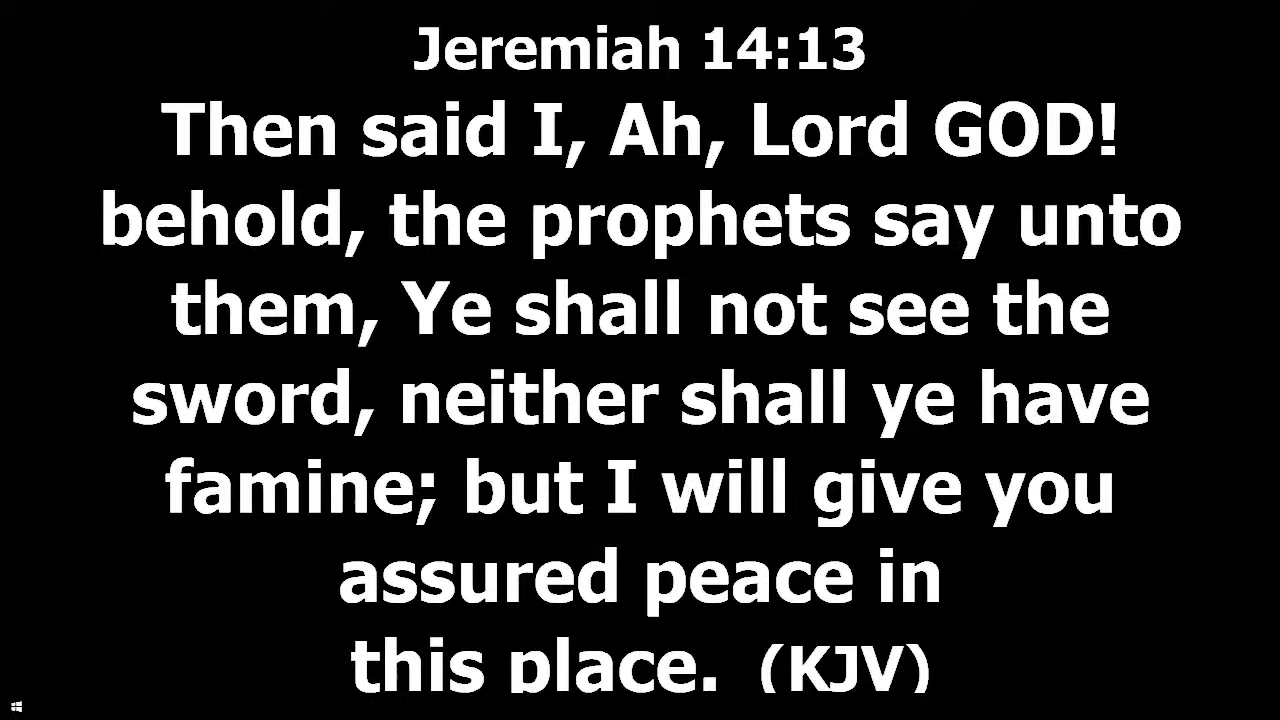 Jeremiah 14:13
Then said I, Ah, Lord GOD!
behold, the prophets say unto
them, Ye shall not see the
sword, neither shall ye have
famine; but I will give you
assured peace in
this place. (KJV)